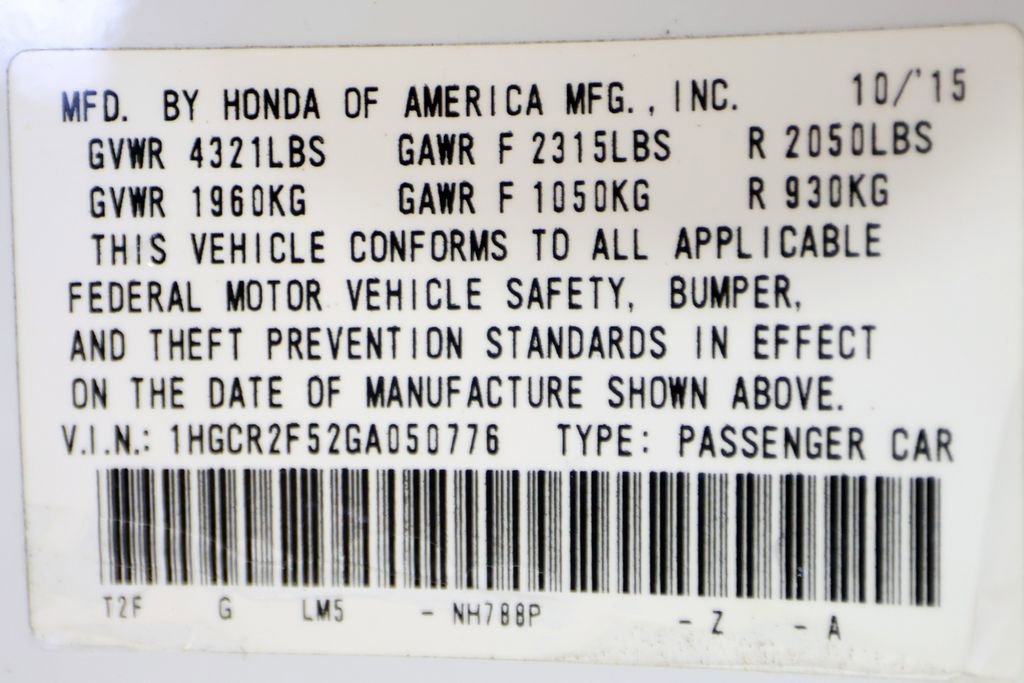 MFD. BY HONDA OF AMERICA MFG., INC. 10/'15
GVWR 4321LBS GAWR F 2315LBS R 2050LBS
GVWR 1960KG GAWR F 1050KG R 930KG
THIS VEHICLE CONFORMS TO ALL APPLICABLE
FEDERAL MOTOR VEHICLE SAFETY, BUMPER,
AND THEFT PREVENTION STANDARDS IN EFFECT
ON THE DATE OF MANUFACTURE SHOWN ABOVE.
V.I.N.: 1HGCR2F52GA050776 TYPE: PASSENGER CAR
T2F G LM5 - NH788P - Z - A